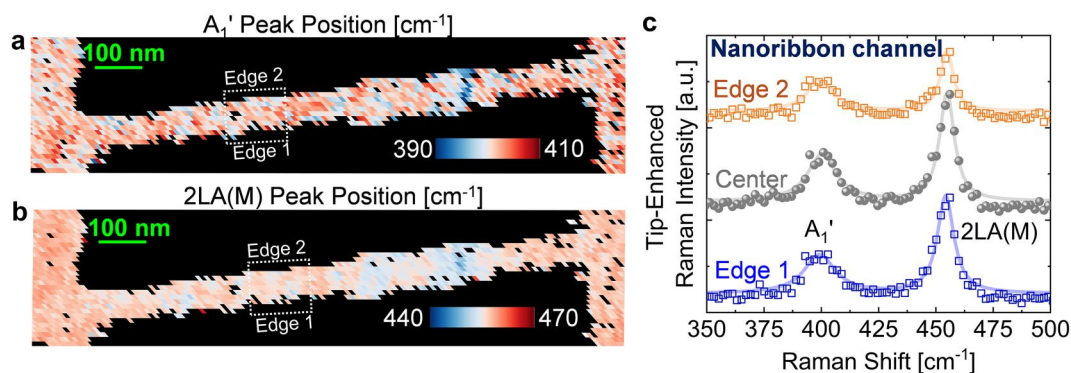 a
A₁' Peak Position [cm⁻¹]
100 nm
Edge 2
Edge 1
390
410
b
2LA(M) Peak Position [cm⁻¹]
100 nm
Edge 2
Edge 1
440
470
c
Nanoribbon channel
Edge 2
Center
A₁'
2LA(M)
Edge 1
Tip-Enhanced
Raman Intensity [a.u.]
350 375 400 425 450 475 500
Raman Shift [cm⁻¹]